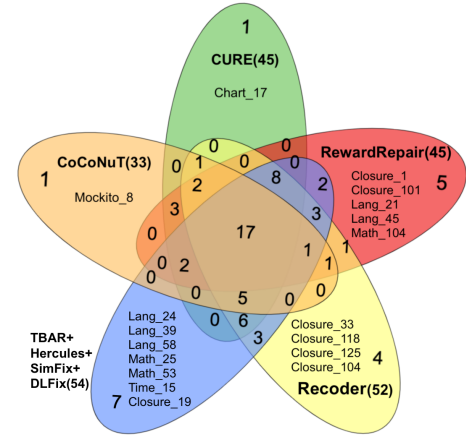 1
CURE(45)
Chart_17
0 0
CoCoNuT(33)
0 1 0 0
RewardRepair(45)
1
Mockito_8
2 8 2
Closure_1
Closure_101
Lang_21
Lang_45
Math_104
5
3 3
0 17
1 1
0 2 1
0
0 5 0 0
TBAR+
Hercules+
SimFix+
DLFix(54)
Lang_24
Lang_39
Lang_58
Math_25
Math_53
Time_15
Closure_19
7
0 6
3
Closure_33
Closure_118
Closure_125
Closure_104
4
Recoder(52)